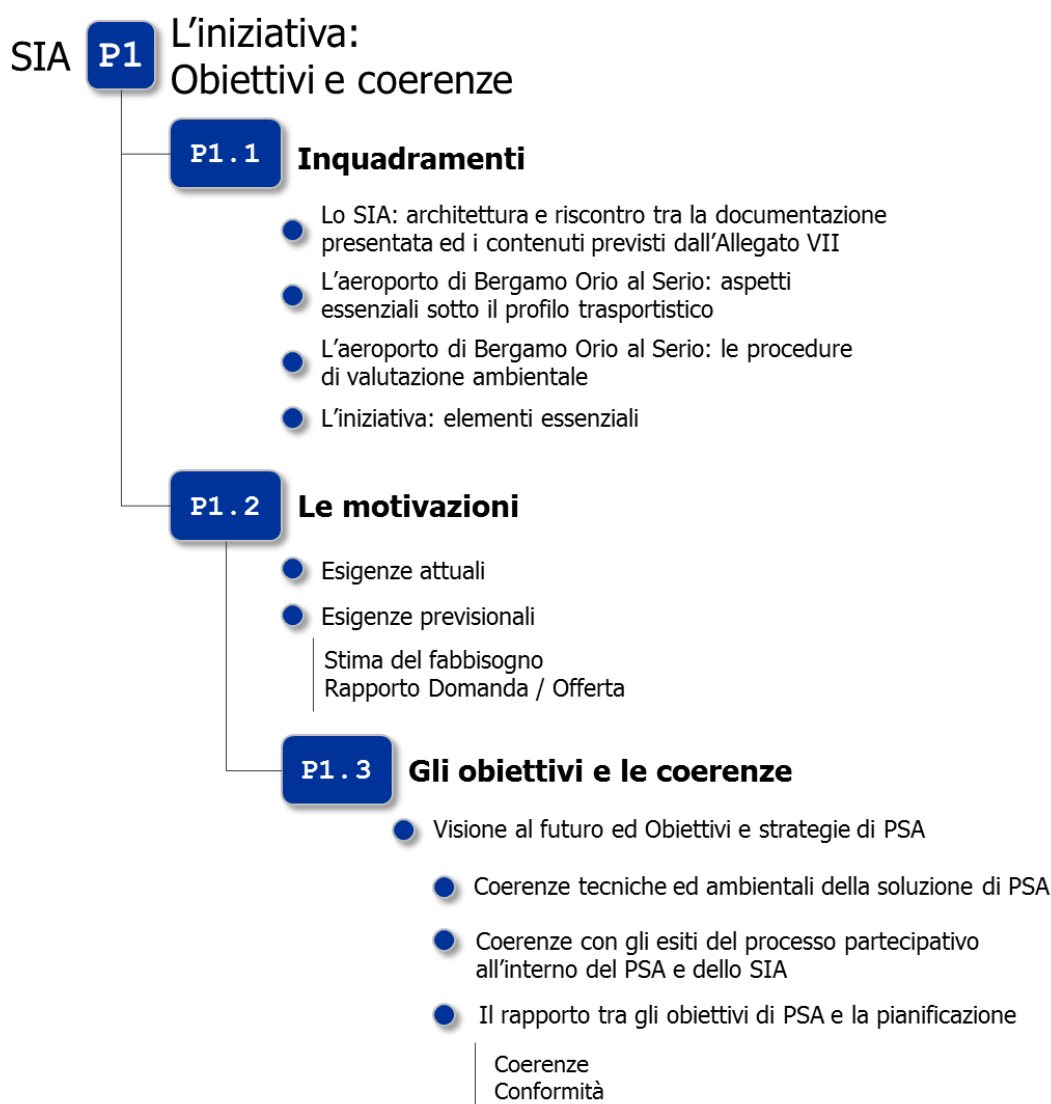 SIA P1 L’iniziativa:
Obiettivi e coerenze
P1.1 Inquadramenti
Lo SIA: architettura e riscontro tra la documentazione
presentata ed i contenuti previsti dall’Allegato VII
L’aeroporto di Bergamo Orio al Serio: aspetti
essenziali sotto il profilo trasportistico
L’aeroporto di Bergamo Orio al Serio: le procedure
di valutazione ambientale
L’iniziativa: elementi essenziali
P1.2 Le motivazioni
Esigenze attuali
Esigenze previsionali
Stima del fabbisogno
Rapporto Domanda / Offerta
P1.3 Gli obiettivi e le coerenze
Visione al futuro ed Obiettivi e strategie di PSA
Coerenze tecniche ed ambientali della soluzione di PSA
Coerenze con gli esiti del processo partecipativo
all’interno del PSA e dello SIA
Il rapporto tra gli obiettivi di PSA e la pianificazione
Coerenze
Conformità